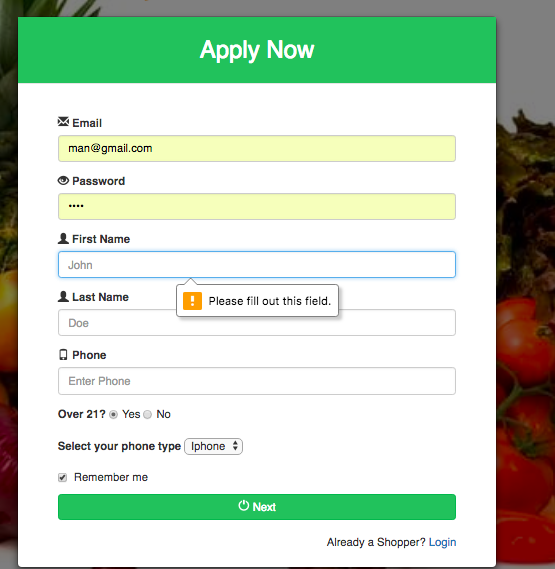 Apply Now
Email
man@gmail.com
Password
••••
First Name
John
Please fill out this field.
Last Name
Doe
Phone
Enter Phone
Over 21? Yes No
Select your phone type Iphone
Remember me
Next
Already a Shopper? Login